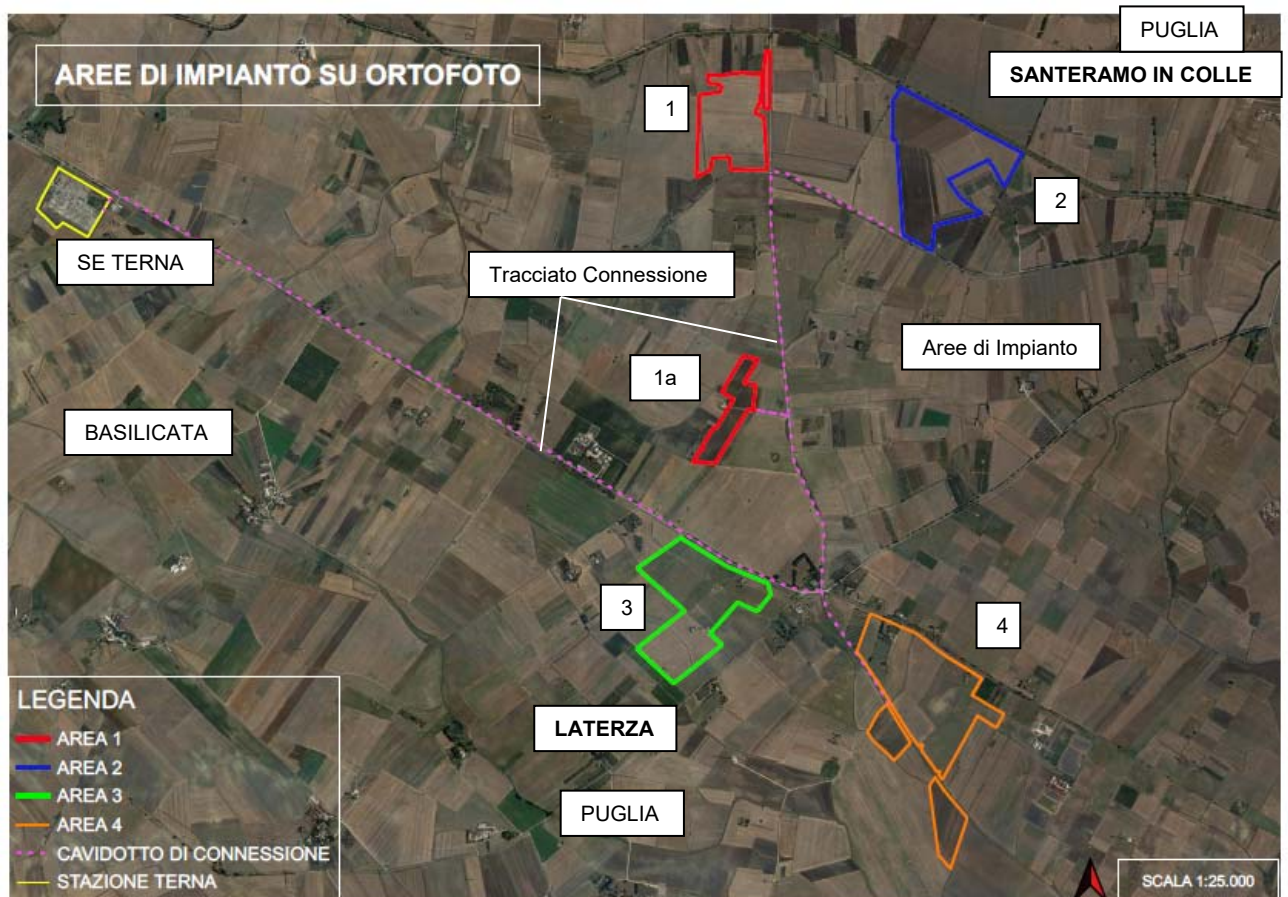 PUGLIA
AREE DI IMPIANTO SU ORTOFOTO
SANTERAMO IN COLLE
1
2
SE TERNA
Tracciato Connessione
Aree di Impianto
1a
BASILICATA
3
4
LATERZA
PUGLIA
LEGENDA
AREA 1
AREA 2
AREA 3
AREA 4
CAVIDOTTO DI CONNESSIONE
STAZIONE TERNA
SCALA 1:25.000